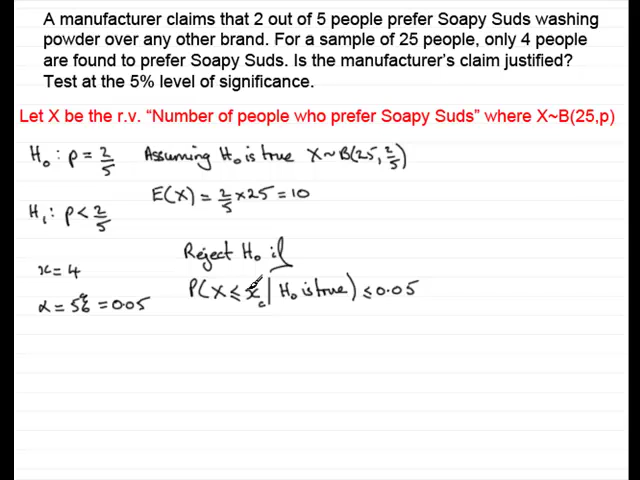 A manufacturer claims that 2 out of 5 people prefer Soapy Suds washing
powder over any other brand. For a sample of 25 people, only 4 people
are found to prefer Soapy Suds. Is the manufacturer's claim justified?
Test at the 5% level of significance.
Let X be the r.v. “Number of people who prefer Soapy Suds” where X~B(25,p)
H₀ : p = 2/5 Assuming H₀ is true X~B(25, 2/5)
E(X) = 2/5 × 25 = 10
H₁ : p < 2/5
Reject H₀ if
x = 4
P(X ≤ x_c | H₀ is true) ≤ 0.05
α = 5% = 0.05